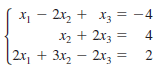 x₁ − 2x₂ + x₃ = −4
x₂ + 2x₃ = 4
2x₁ + 3x₂ − 2x₃ = 2